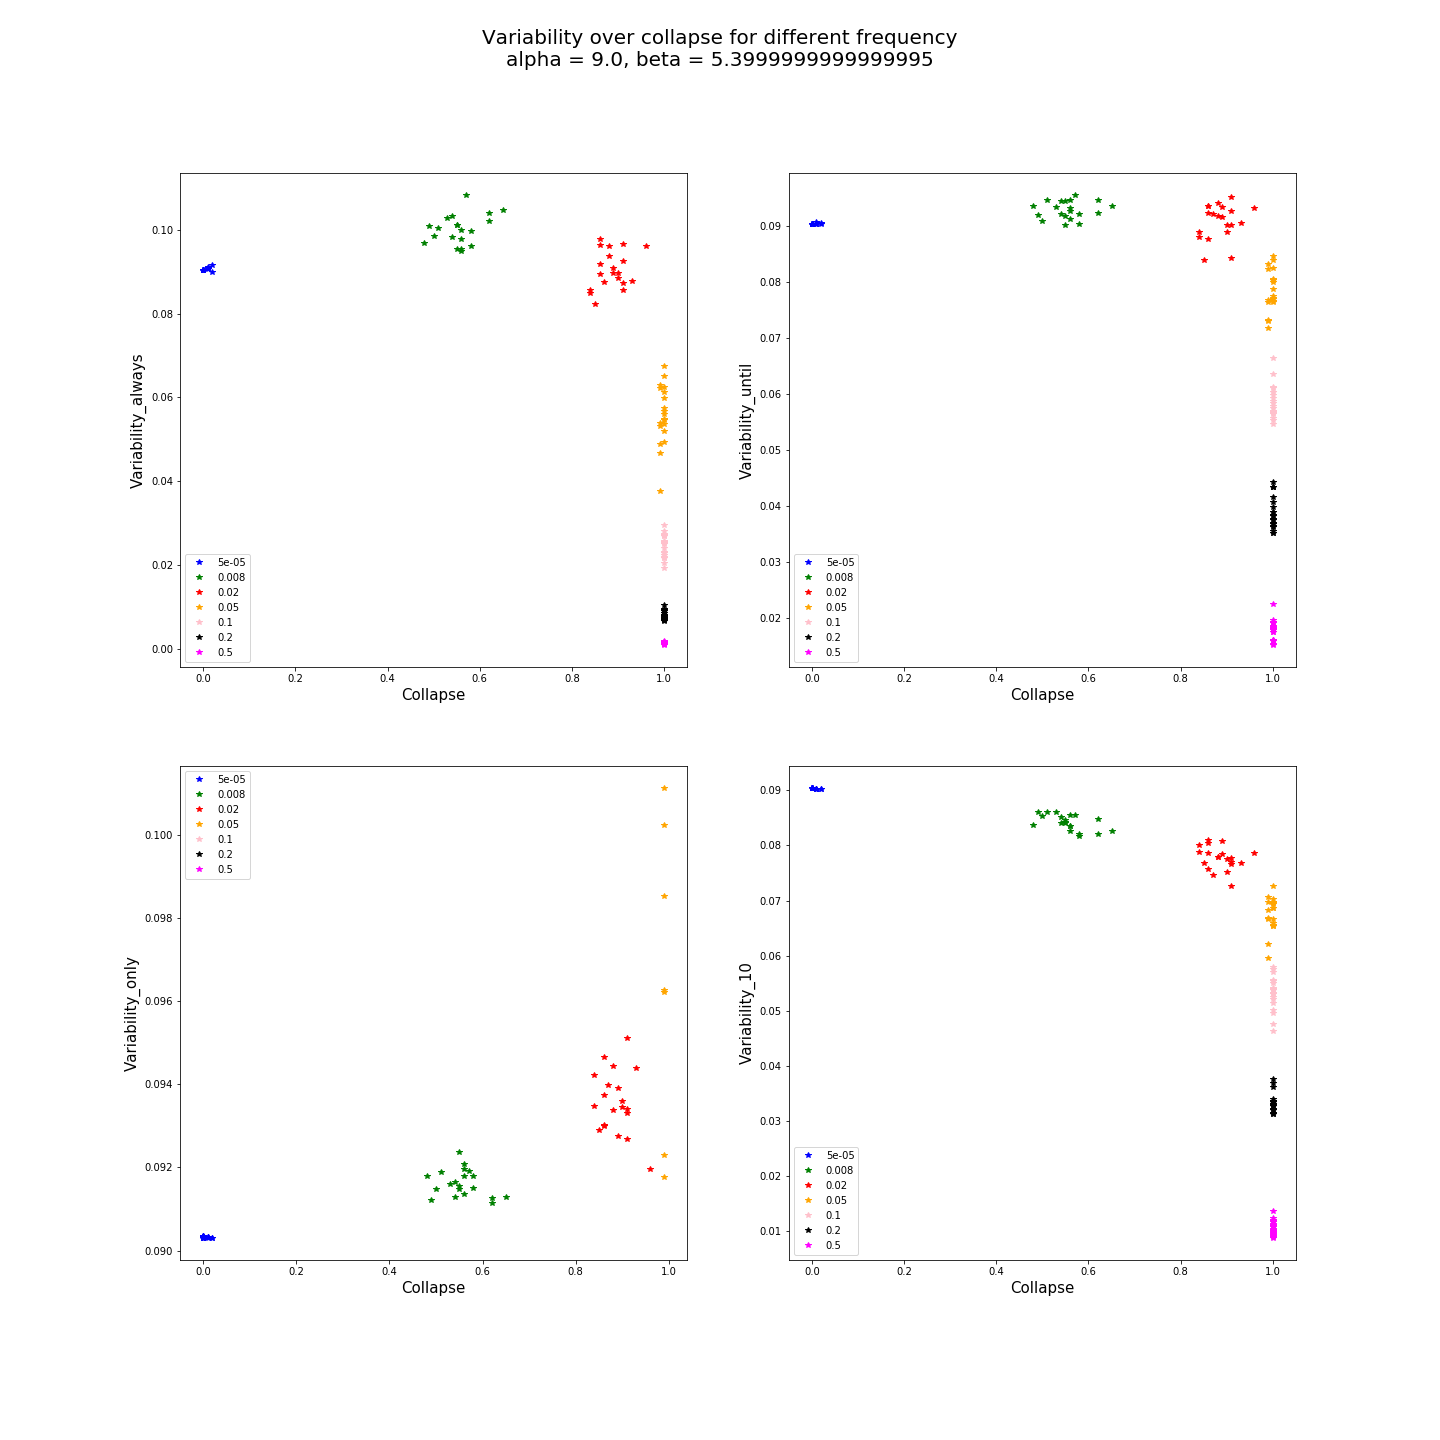 Variability over collapse for different frequency
alpha = 9.0, beta = 5.3999999999999995
Variability_always
0.10
0.08
0.06
0.04
0.02
0.00
5e-05
0.008
0.02
0.05
0.1
0.2
0.5
0.0 0.2 0.4 0.6 0.8 1.0
Collapse
Variability_until
0.09
0.08
0.07
0.06
0.05
0.04
0.03
0.02
5e-05
0.008
0.02
0.05
0.1
0.2
0.5
0.0 0.2 0.4 0.6 0.8 1.0
Collapse
Variability_only
0.100
0.098
0.096
0.094
0.092
0.090
5e-05
0.008
0.02
0.05
0.1
0.2
0.5
0.0 0.2 0.4 0.6 0.8 1.0
Collapse
Variability_10
0.09
0.08
0.07
0.06
0.05
0.04
0.03
0.02
0.01
5e-05
0.008
0.02
0.05
0.1
0.2
0.5
0.0 0.2 0.4 0.6 0.8 1.0
Collapse